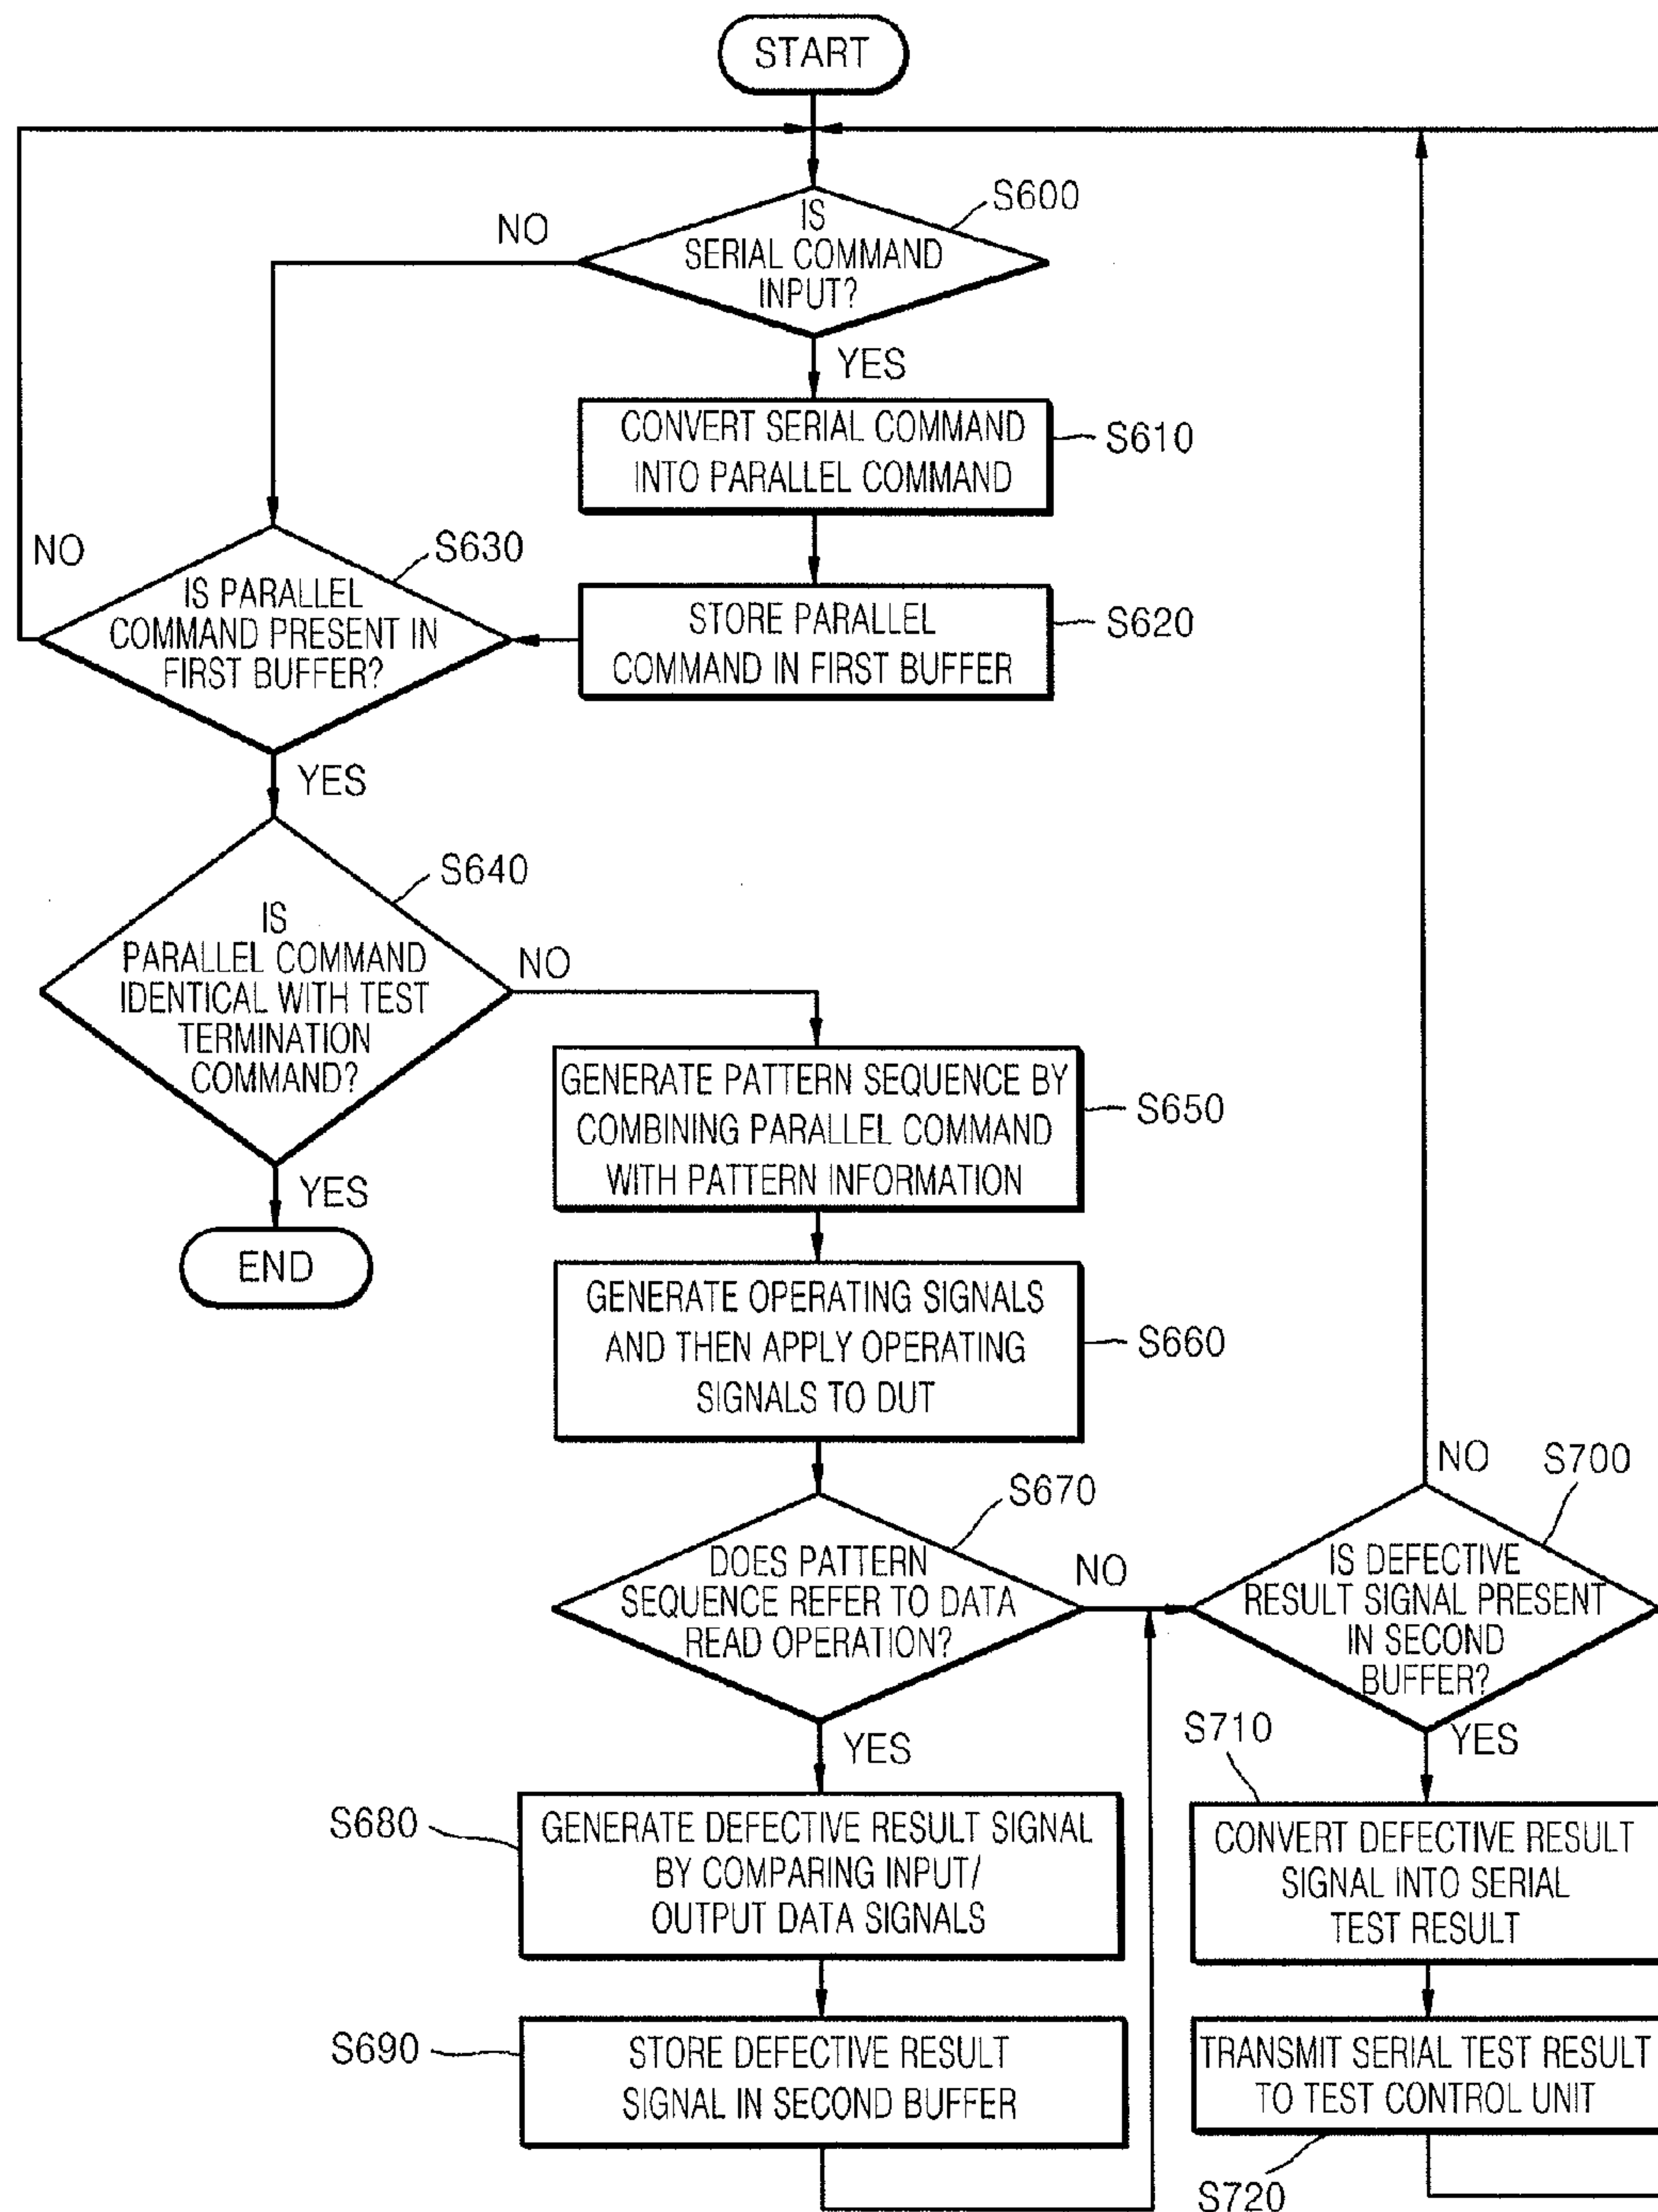 START
S600
NO
IS
SERIAL COMMAND
INPUT?
YES
CONVERT SERIAL COMMAND
INTO PARALLEL COMMAND
S610
NO
S630
IS PARALLEL
COMMAND PRESENT IN
FIRST BUFFER?
STORE PARALLEL
COMMAND IN FIRST BUFFER
S620
YES
S640
IS
PARALLEL COMMAND
IDENTICAL WITH TEST
TERMINATION
COMMAND?
NO
YES
END
GENERATE PATTERN SEQUENCE BY
COMBINING PARALLEL COMMAND
WITH PATTERN INFORMATION
S650
GENERATE OPERATING SIGNALS
AND THEN APPLY OPERATING
SIGNALS TO DUT
S660
S670
DOES PATTERN
SEQUENCE REFER TO DATA
READ OPERATION?
NO
YES
NO
S700
IS DEFECTIVE
RESULT SIGNAL PRESENT
IN SECOND
BUFFER?
YES
S680
GENERATE DEFECTIVE RESULT SIGNAL
BY COMPARING INPUT/
OUTPUT DATA SIGNALS
S690
STORE DEFECTIVE RESULT
SIGNAL IN SECOND BUFFER
S710
CONVERT DEFECTIVE RESULT
SIGNAL INTO SERIAL
TEST RESULT
TRANSMIT SERIAL TEST RESULT
TO TEST CONTROL UNIT
S720